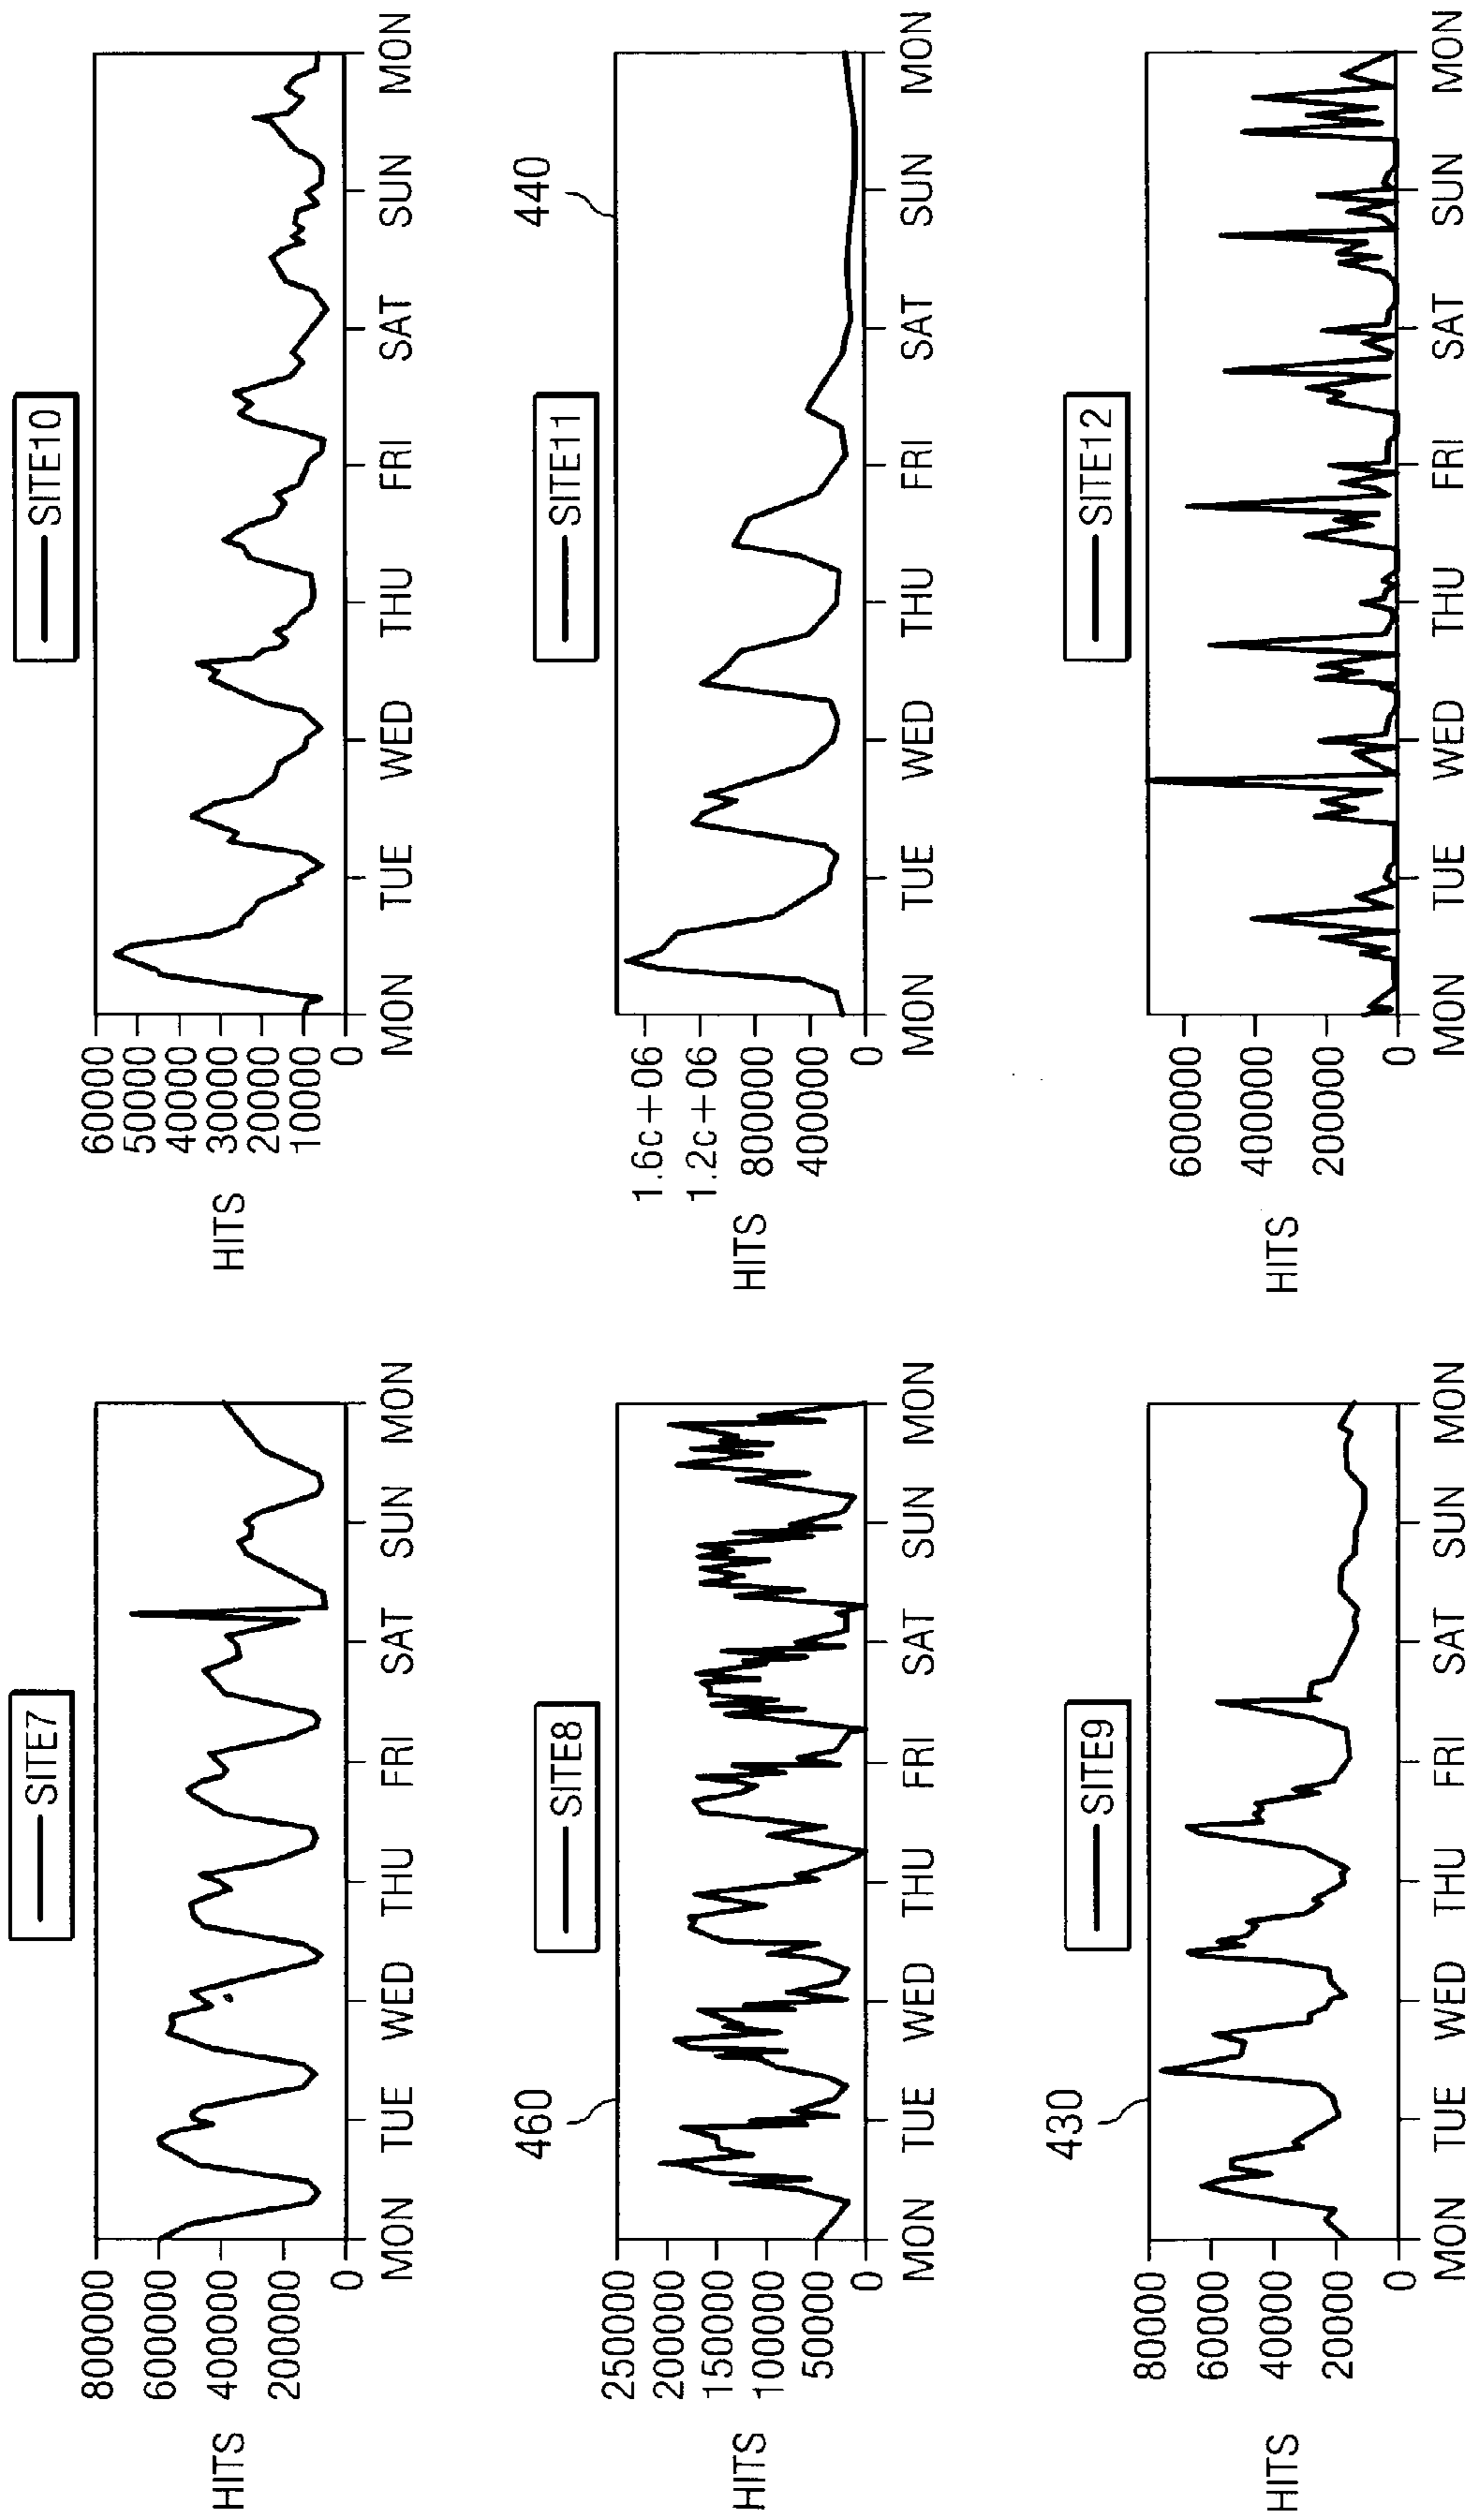 SITE7
800000
600000
400000
200000
0
HITS
MON TUE WED THU FRI SAT SUN MON
SITE10
60000
50000
40000
30000
20000
10000
0
HITS
MON TUE WED THU FRI SAT SUN MON
460
SITE8
250000
200000
150000
100000
50000
0
HITS
MON TUE WED THU FRI SAT SUN MON
SITE11
440
1.6c+06
1.2c+06
800000
400000
0
HITS
MON TUE WED THU FRI SAT SUN MON
430
SITE9
800000
600000
400000
200000
0
HITS
MON TUE WED THU FRI SAT SUN MON
SITE12
600000
400000
200000
0
HITS
MON TUE WED THU FRI SAT SUN MON